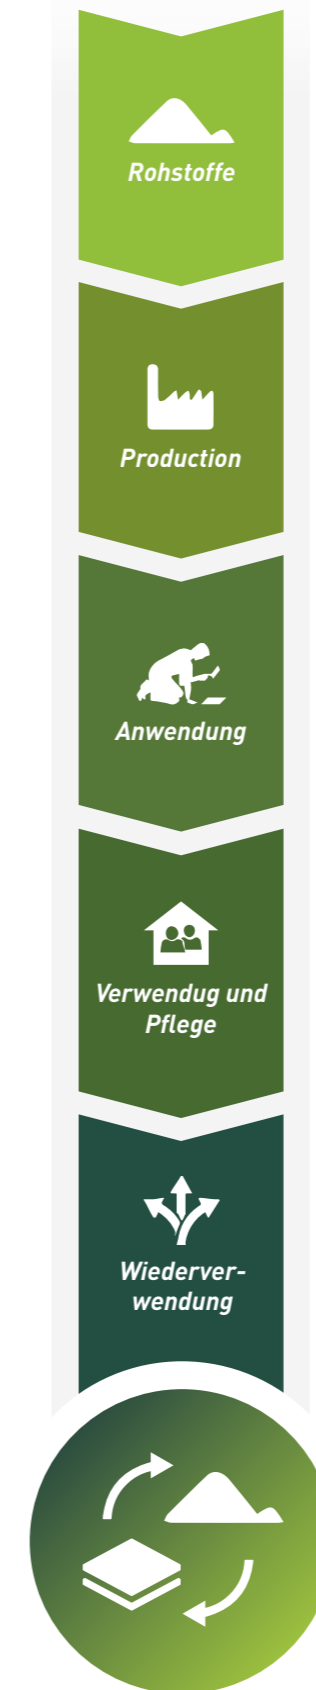 Rohstoffe
Production
Anwendung
Verwendug und
Pflege
Wiederver-
wendung